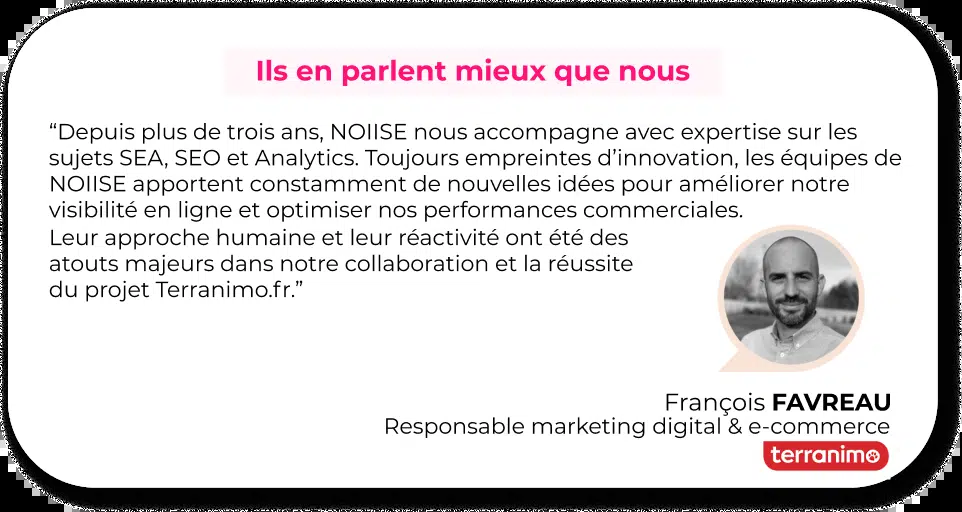 Ils en parlent mieux que nous
“Depuis plus de trois ans, NOIISE nous accompagne avec expertise sur les
sujets SEA, SEO et Analytics. Toujours empreintes d’innovation, les équipes de
NOIISE apportent constamment de nouvelles idées pour améliorer notre
visibilité en ligne et optimiser nos performances commerciales.
Leur approche humaine et leur réactivité ont été des
atouts majeurs dans notre collaboration et la réussite
du projet Terranimo.fr.”
François FAVREAU
Responsable marketing digital & e-commerce
terranimo